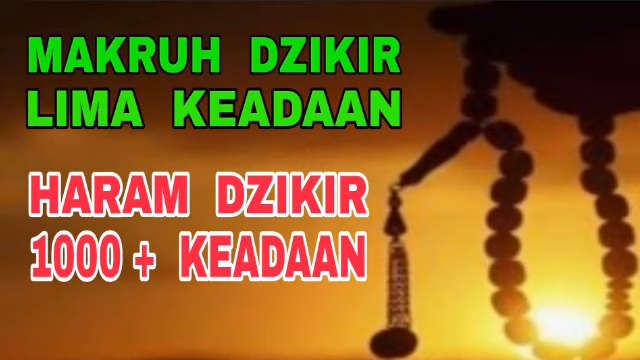 MAKRUH DZIKIR
LIMA KEADAAN
HARAM DZIKIR
1000 + KEADAAN